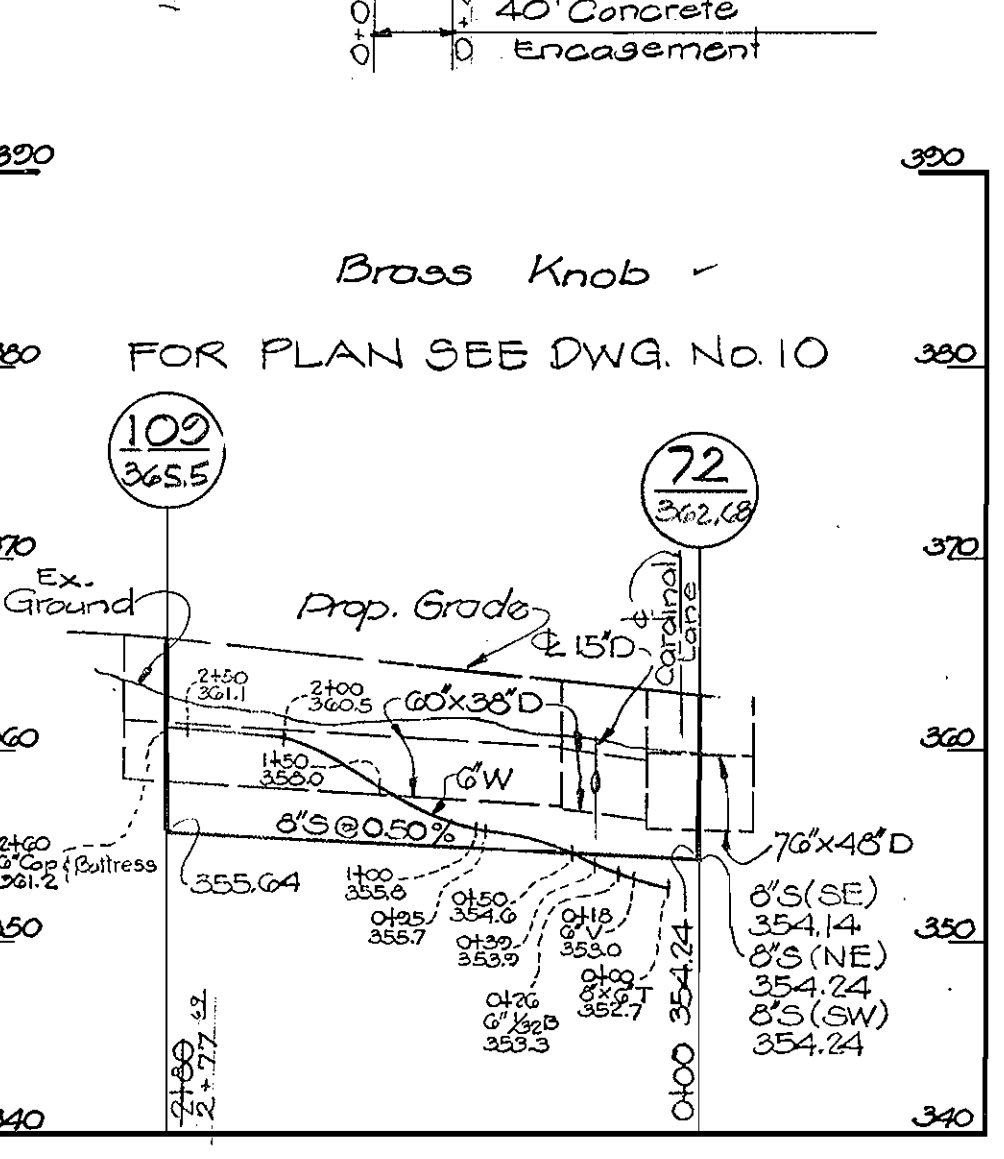 40' Concrete
Encasement
0+0
390
390
Brass Knob
FOR PLAN SEE DWG. No. 10
380
380
109
365.5
72
362.68
370
370
Ex.
Ground
Prop. Grade
℄ 15"D
℄ Cardinal
Lane
2+50
361.1
2+00
360.5
60"x38"D
360
360
1+50
358.0
6"W
8"S @ 0.50%
76"x48"D
2+60
6" Cap & Buttress
361.2
355.64
1+00
355.8
0+95
355.7
0+50
354.6
0+39
353.9
0+18
6" V
353.0
0+26
6" 1/32 B
353.3
0+00
8"x6"T
352.7
8"S (SE)
354.14
8"S (NE)
354.24
8"S (SW)
354.24
350
350
2+80
2+77 69
0+00 354.24
340
340